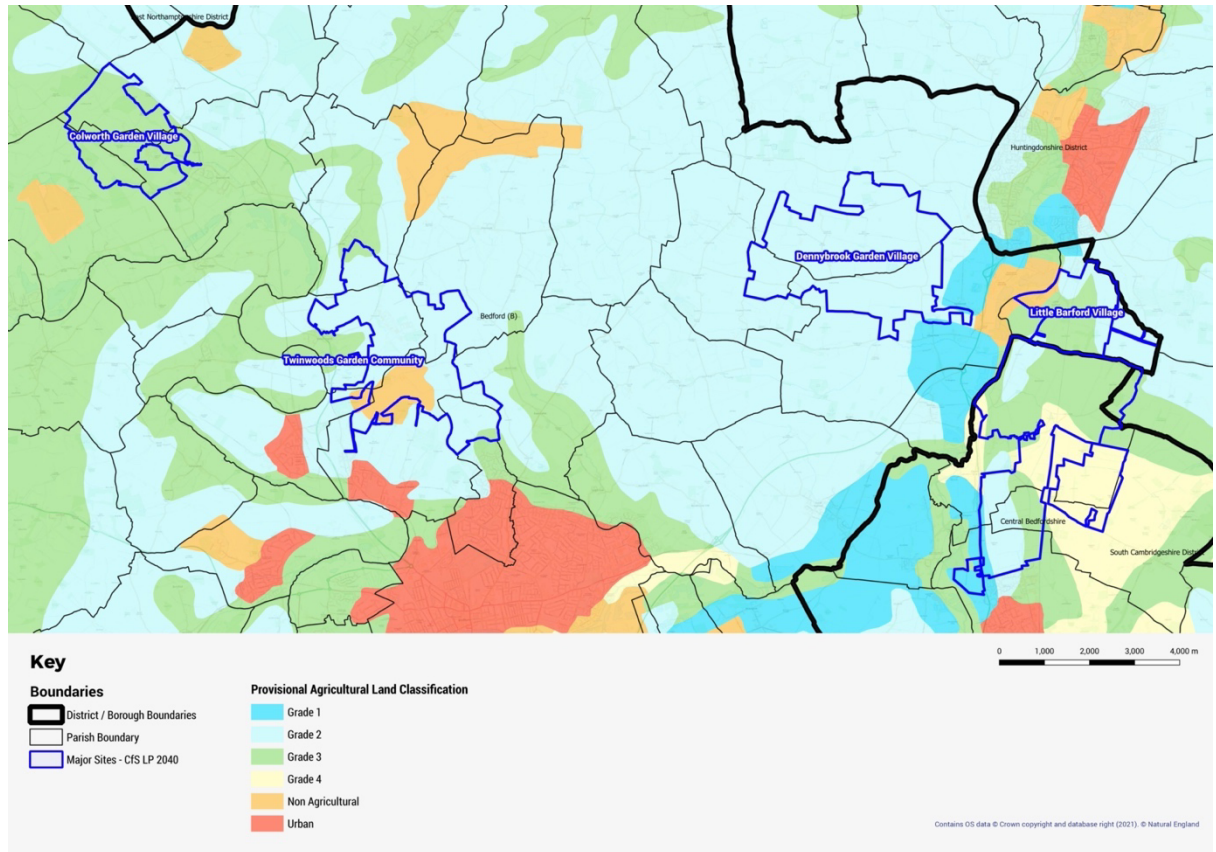 st Northamptonshire District
Colworth Garden Village
Huntingdonshire District
Dennybrook Garden Village
Little Barford Village
Bedford (B)
Twinwoods Garden Community
Central Bedfordshire
South Cambridgeshire District
Key
Boundaries
District / Borough Boundaries
Parish Boundary
Major Sites - CfS LP 2040
Provisional Agricultural Land Classification
Grade 1
Grade 2
Grade 3
Grade 4
Non Agricultural
Urban
0 1,000 2,000 3,000 4,000 m
Contains OS data © Crown copyright and database right (2021). © Natural England